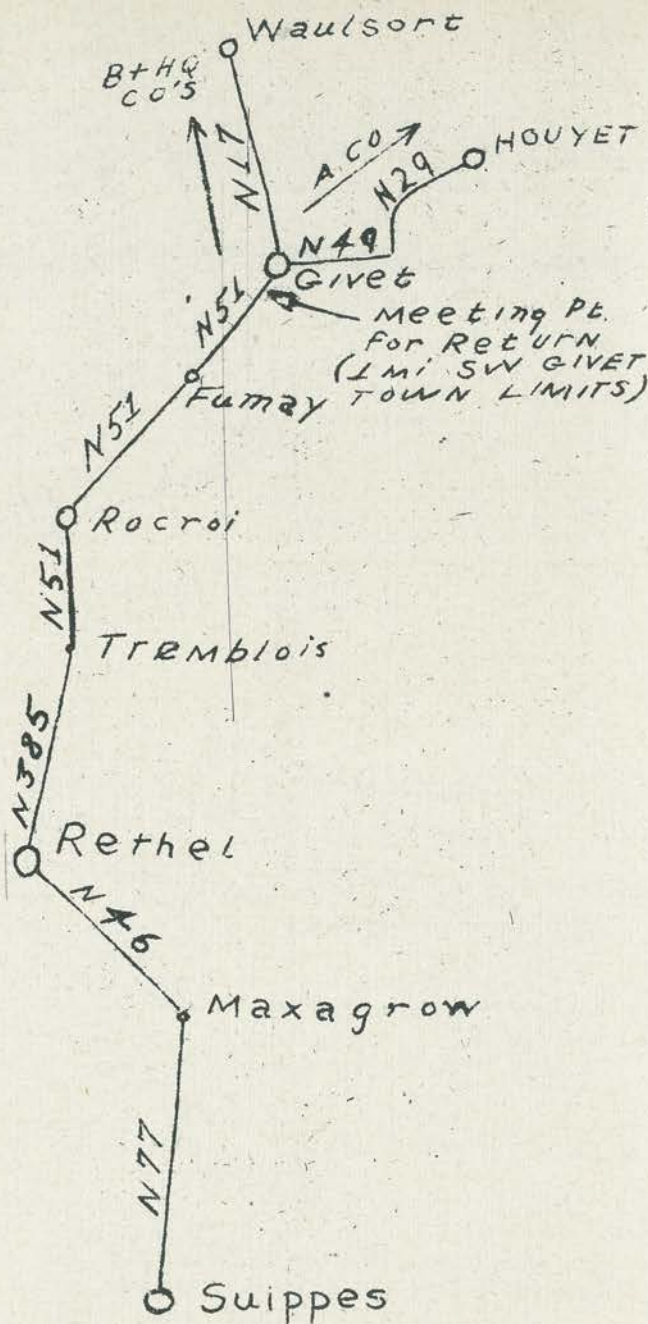 Waulsort
B+HQ
CO'S
N17
A CO
N29
HOUYET
N49
Givet
N51
Meeting Pt.
For Return
(1 Mi SW GIVET
TOWN LIMITS)
Fumay
N51
Rocroi
N51
Tremblois
N385
Rethel
N46
Maxagrow
N77
Suippes